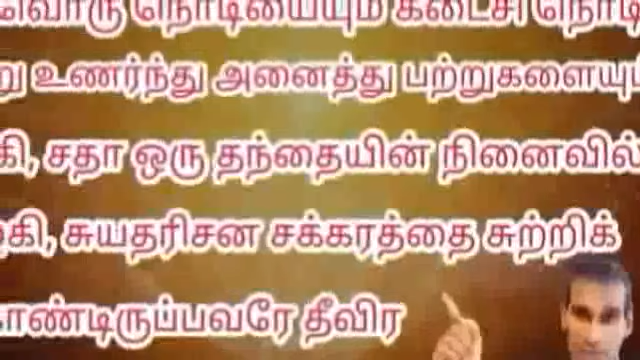 நொடியையும் கடைசி
உணர்ந்து அனைத்து பற்றுகளையும்
சதா ஒரு தந்தையின் நினைவில்
சுயதரிசன சக்கரத்தை சுற்றிக்
தீவிர